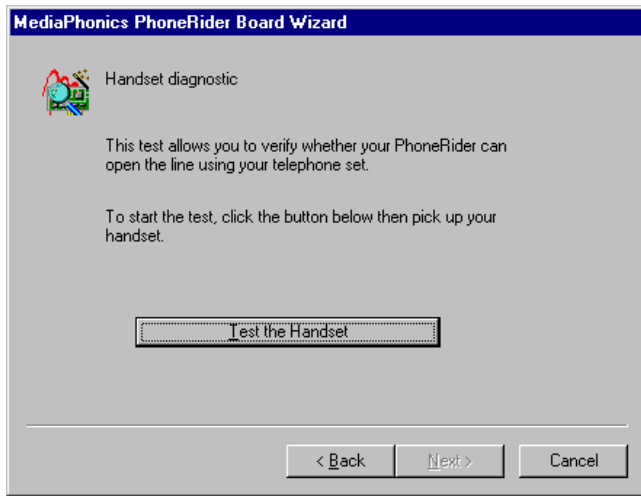 MediaPhonics PhoneRider Board Wizard
Handset diagnostic
This test allows you to verify whether your PhoneRider can
open the line using your telephone set.
To start the test, click the button below then pick up your
handset.
Test the Handset
< Back
Next >
Cancel